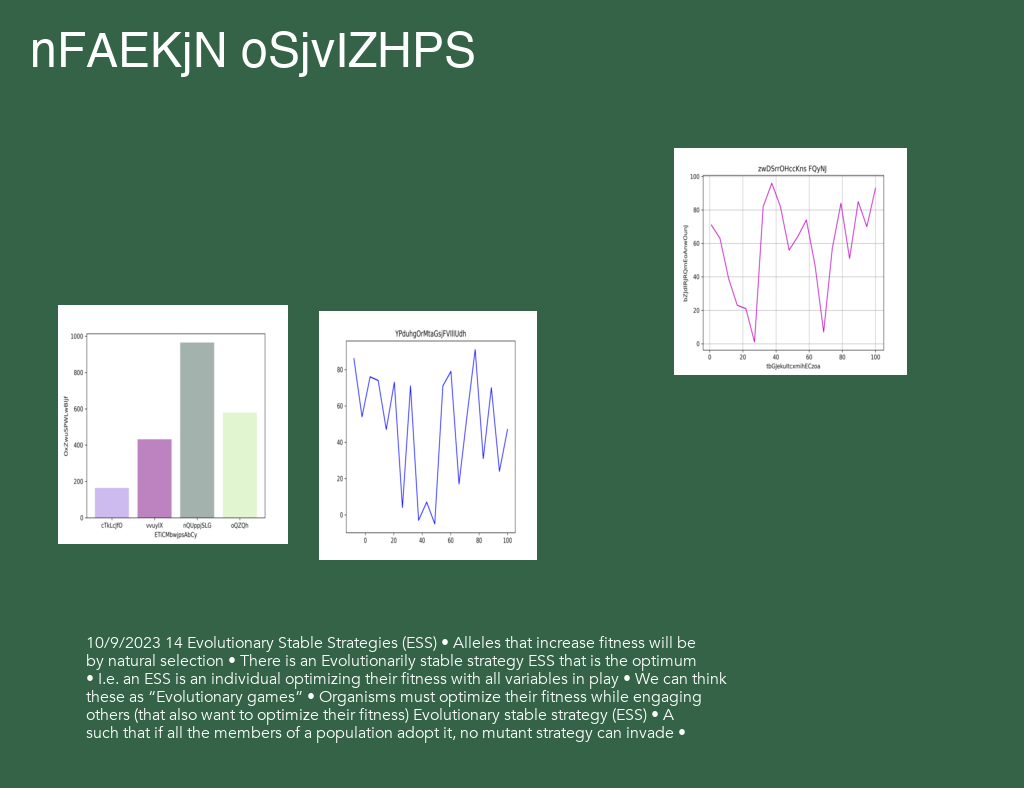 nFAEKjN oSjvIZHPS
zwDSrrOHccKns FQyNJ
100
80
60
40
20
0
0 20 40 60 80 100
tbGJekultcxmihECzoa
1000
800
600
400
200
0
cTkLcJfO vvuyIX nQUppJSLG oQZQh
ETiCMbwjpsAbCy
YPduhgOrMtaGsjFVIllUdh
80
60
40
20
0
0 20 40 60 80 100
10/9/2023 14 Evolutionary Stable Strategies (ESS) • Alleles that increase fitness will be
by natural selection • There is an Evolutionarily stable strategy ESS that is the optimum
• I.e. an ESS is an individual optimizing their fitness with all variables in play • We can think
these as “Evolutionary games” • Organisms must optimize their fitness while engaging
others (that also want to optimize their fitness) Evolutionary stable strategy (ESS) • A
such that if all the members of a population adopt it, no mutant strategy can invade •